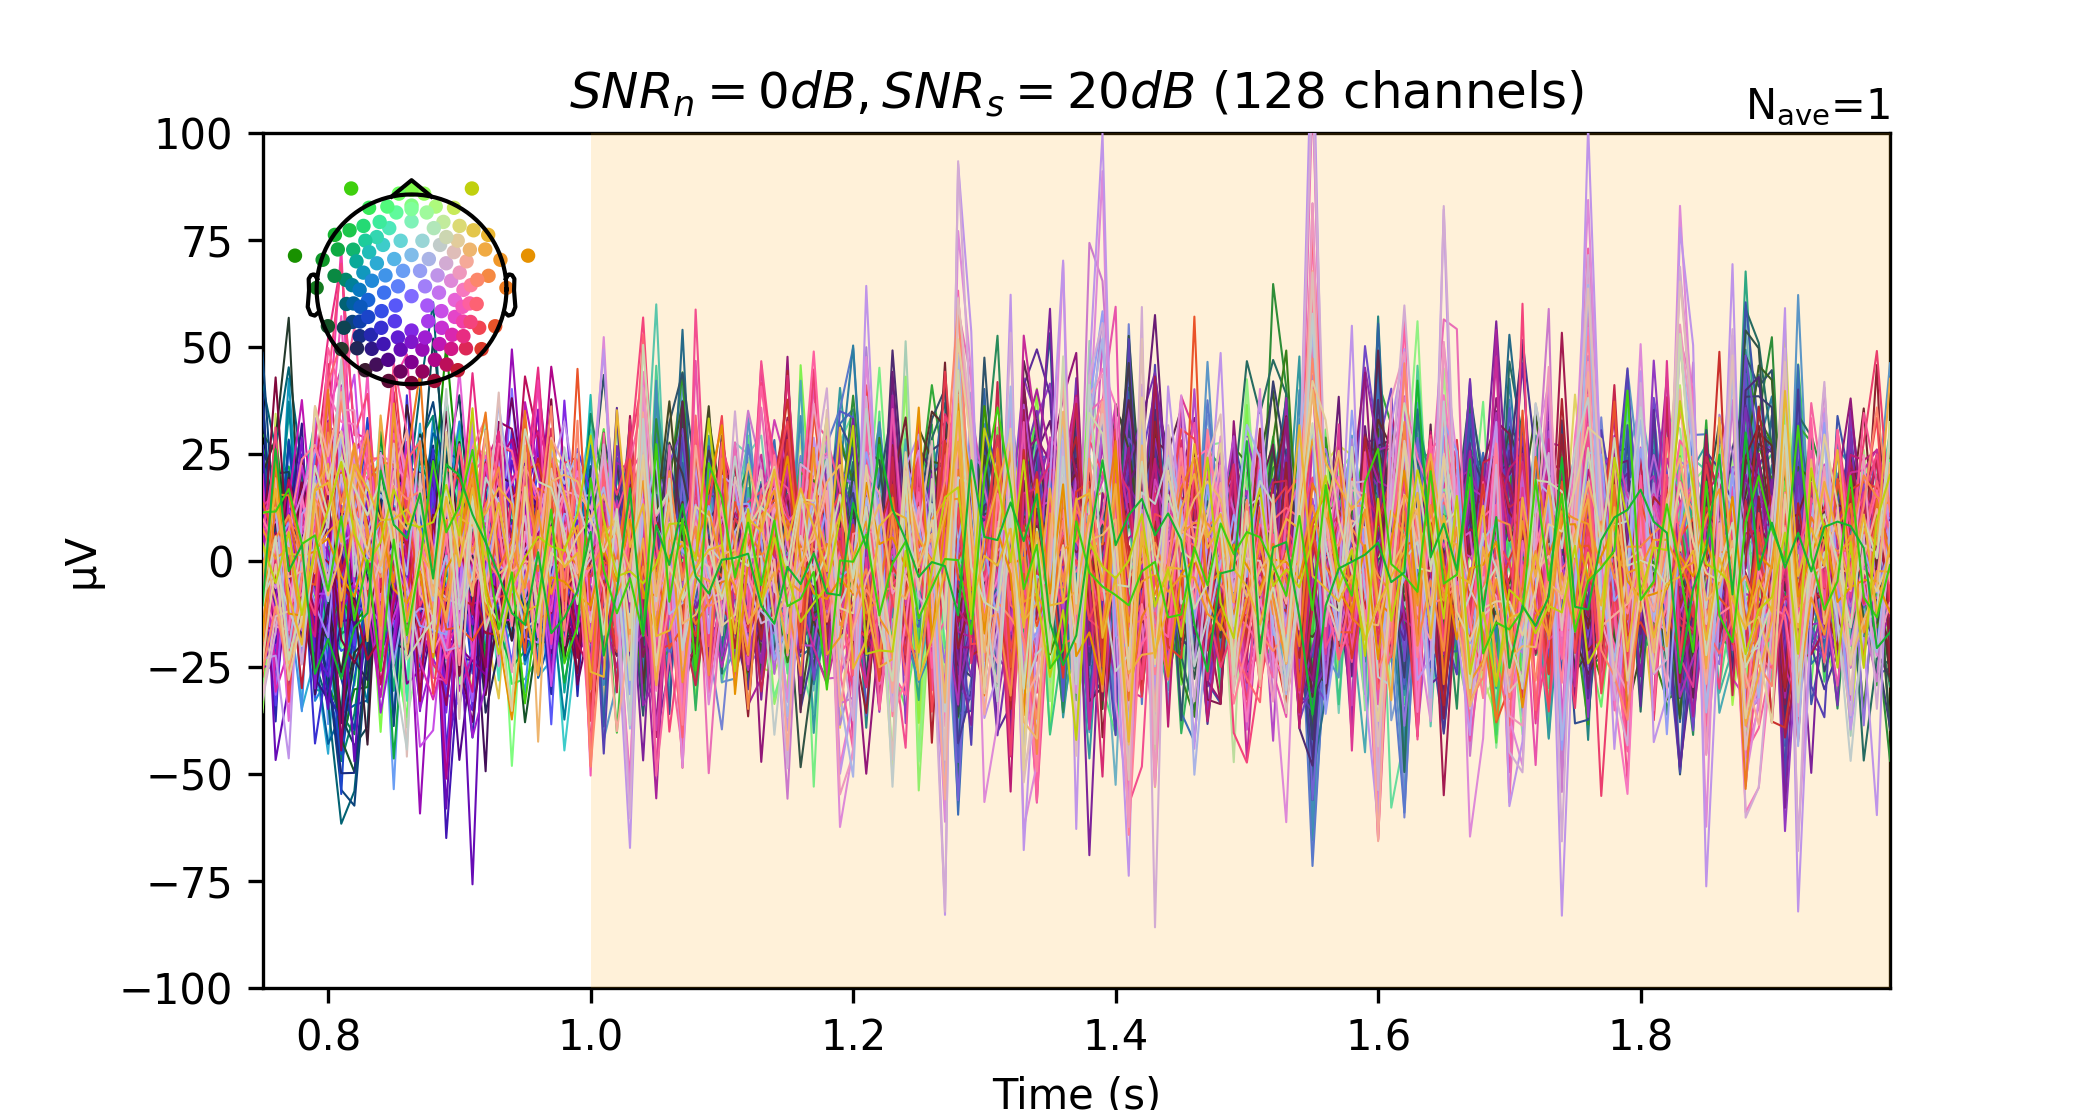 SNRₙ = 0dB, SNRₛ = 20dB (128 channels)
Nave=1
100
75
50
25
0
−25
−50
−75
−100
µV
0.8 1.0 1.2 1.4 1.6 1.8
Time (s)